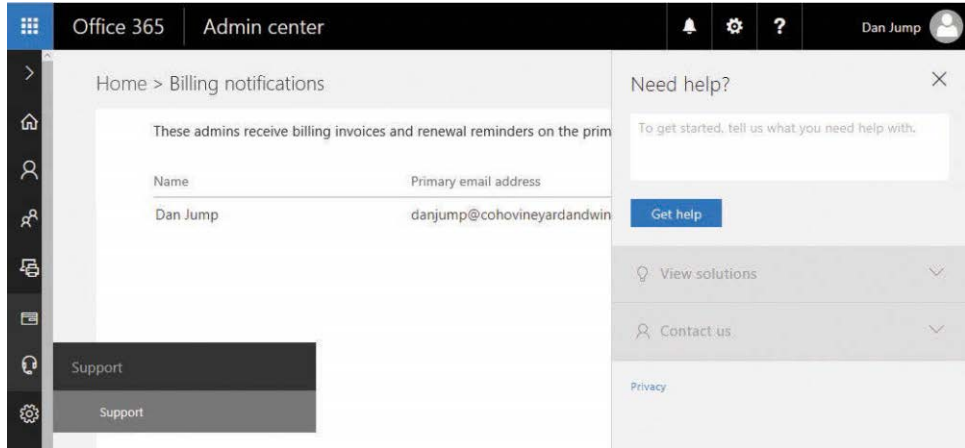 Office 365 Admin center
? Dan Jump
Home > Billing notifications
These admins receive billing invoices and renewal reminders on the prim
Name Primary email address
Dan Jump danjump@cohovineyardandwin
Support
Support
Need help?
To get started, tell us what you need help with.
Get help
View solutions
Contact us
Privacy